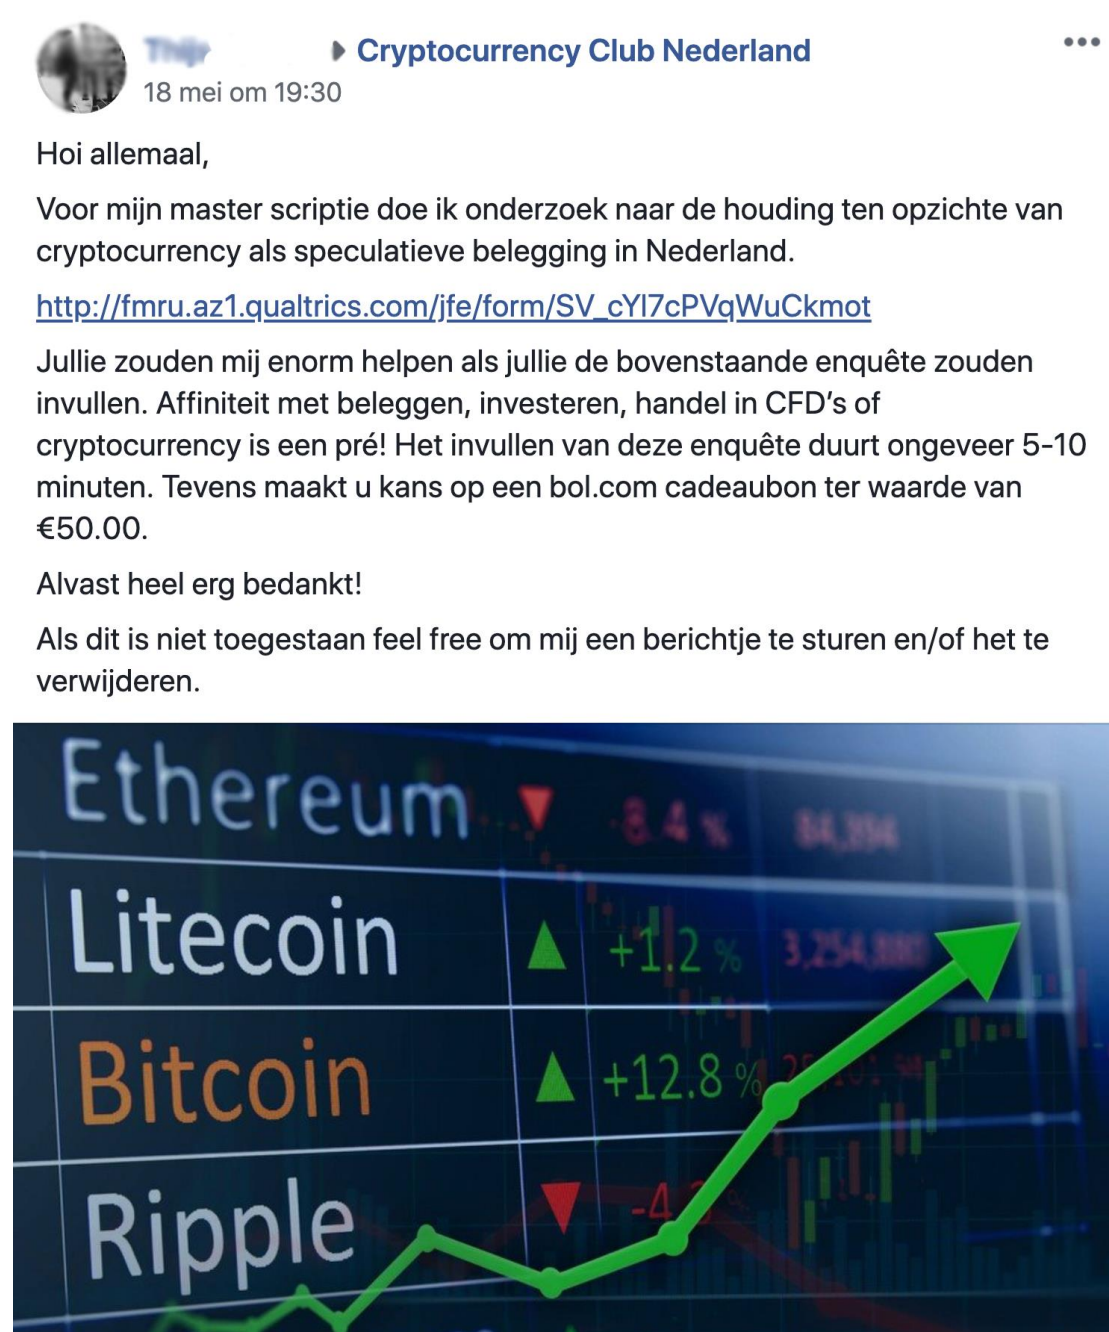 Cryptocurrency Club Nederland
18 mei om 19:30
Hoi allemaal,
Voor mijn master scriptie doe ik onderzoek naar de houding ten opzichte van
cryptocurrency als speculatieve belegging in Nederland.
http://fmru.az1.qualtrics.com/jfe/form/SV_cYl7cPVqWuCkmot
Jullie zouden mij enorm helpen als jullie de bovenstaande enquête zouden
invullen. Affiniteit met beleggen, investeren, handel in CFD’s of
cryptocurrency is een pré! Het invullen van deze enquête duurt ongeveer 5-10
minuten. Tevens maakt u kans op een bol.com cadeaubon ter waarde van
€50.00.
Alvast heel erg bedankt!
Als dit is niet toegestaan feel free om mij een berichtje te sturen en/of het te
verwijderen.
Ethereum ▼ -8.4 % 84,394
Litecoin ▲ +1.2 %
Bitcoin ▲ +12.8 %
Ripple ▼